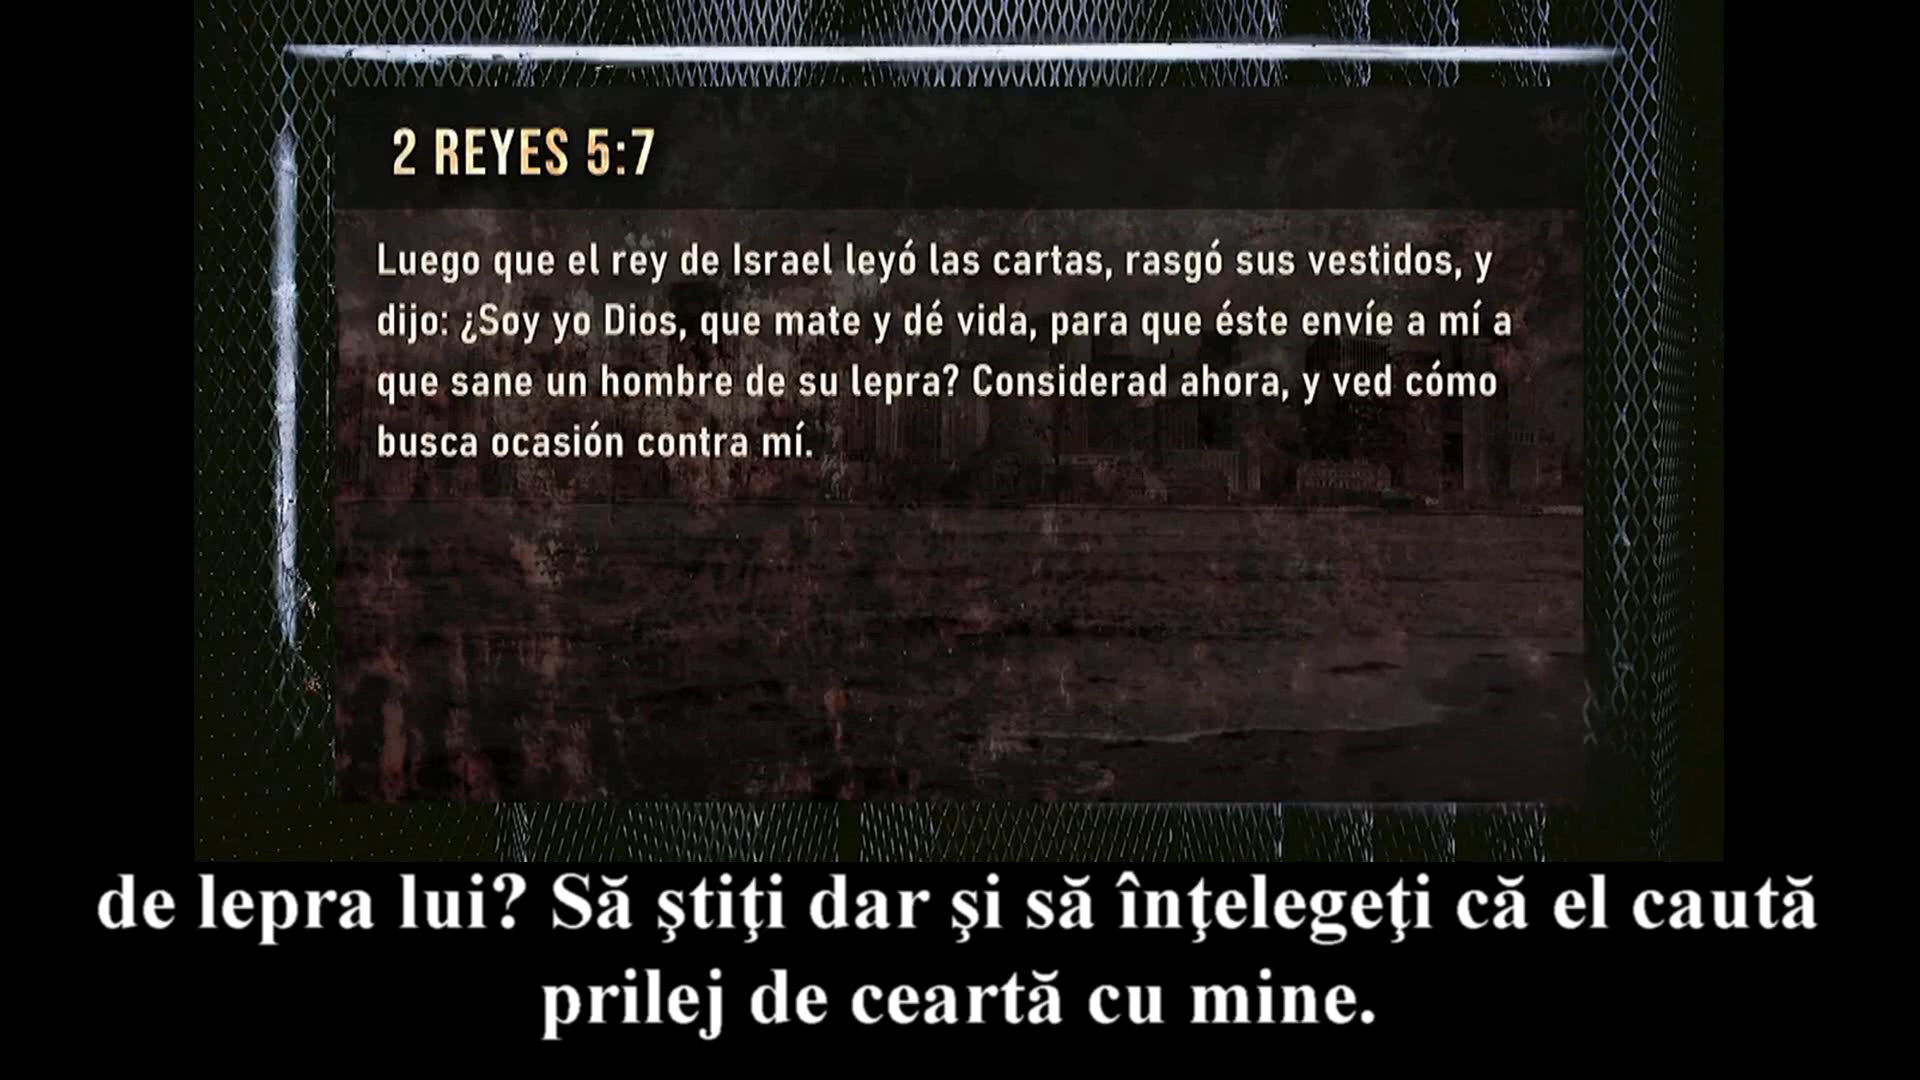 2 REYES 5:7
Luego que el rey de Israel leyó las cartas, rasgó sus vestidos, y
dijo: ¿Soy yo Dios, que mate y dé vida, para que éste envíe a mí a
que sane un hombre de su lepra? Considerad ahora, y ved cómo
busca ocasión contra mí.
de lepra lui? Să ştiţi dar şi să înţelegeţi că el caută
prilej de ceartă cu mine.